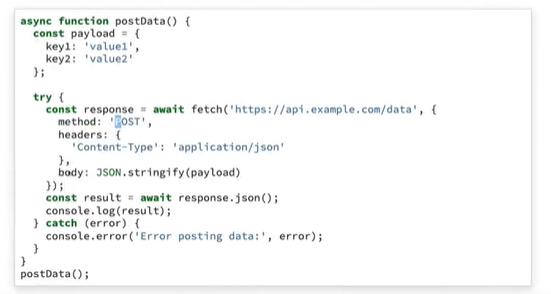 async function postData() {
  const payload = {
    key1: 'value1',
    key2: 'value2'
  };

  try {
    const response = await fetch('https://api.example.com/data', {
      method: 'POST',
      headers: {
        'Content-Type': 'application/json'
      },
      body: JSON.stringify(payload)
    });
    const result = await response.json();
    console.log(result);
  } catch (error) {
    console.error('Error posting data:', error);
  }
}
postData();